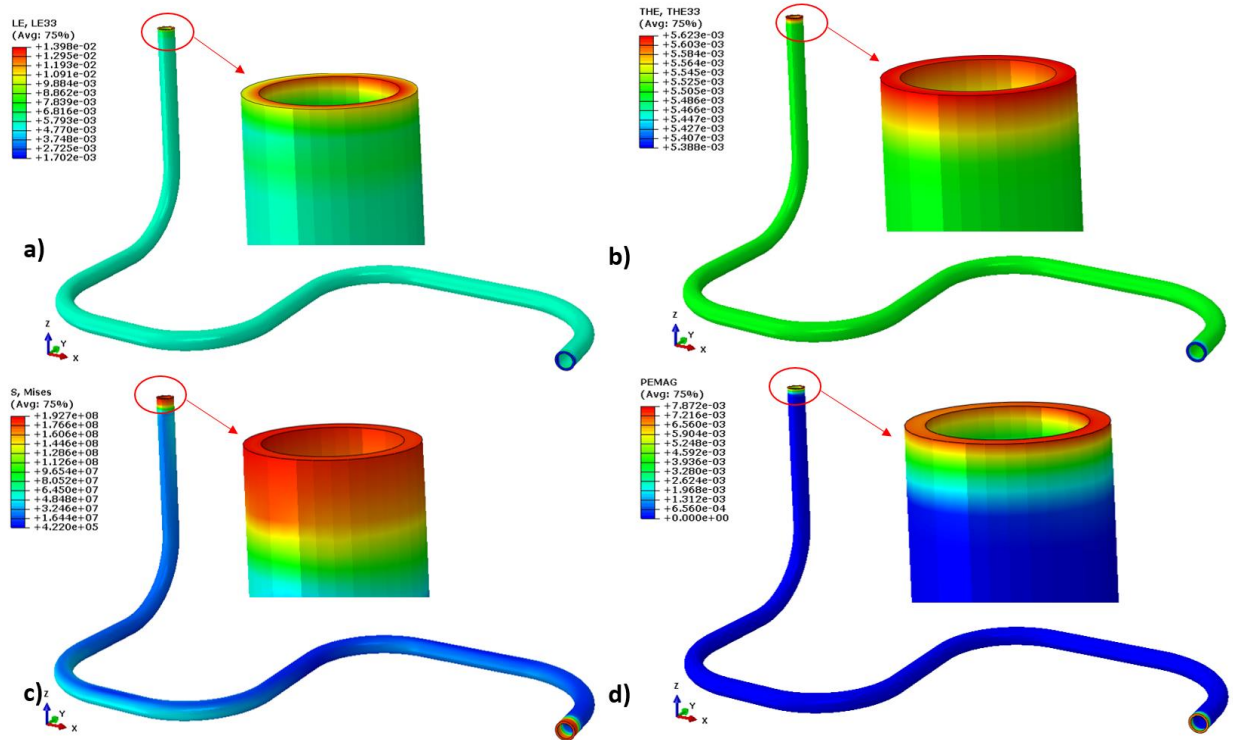 LE, LE33
(Avg: 75%)
+1.398e-02
+1.295e-02
+1.193e-02
+1.091e-02
+9.884e-03
+8.862e-03
+7.839e-03
+6.816e-03
+5.793e-03
+4.770e-03
+3.748e-03
+2.725e-03
+1.702e-03
a)
Z
Y
X
THE, THE33
(Avg: 75%)
+5.623e-03
+5.603e-03
+5.584e-03
+5.564e-03
+5.545e-03
+5.525e-03
+5.505e-03
+5.486e-03
+5.466e-03
+5.447e-03
+5.427e-03
+5.407e-03
+5.388e-03
b)
Z
Y
X
S, Mises
(Avg: 75%)
+1.927e+08
+1.766e+08
+1.606e+08
+1.446e+08
+1.286e+08
+1.126e+08
+9.654e+07
+8.052e+07
+6.450e+07
+4.848e+07
+3.246e+07
+1.644e+07
+4.220e+05
c)
Z
Y
X
PEMAG
(Avg: 75%)
+7.872e-03
+7.216e-03
+6.560e-03
+5.904e-03
+5.248e-03
+4.592e-03
+3.936e-03
+3.280e-03
+2.624e-03
+1.968e-03
+1.312e-03
+6.560e-04
+0.000e+00
d)
Z
Y
X